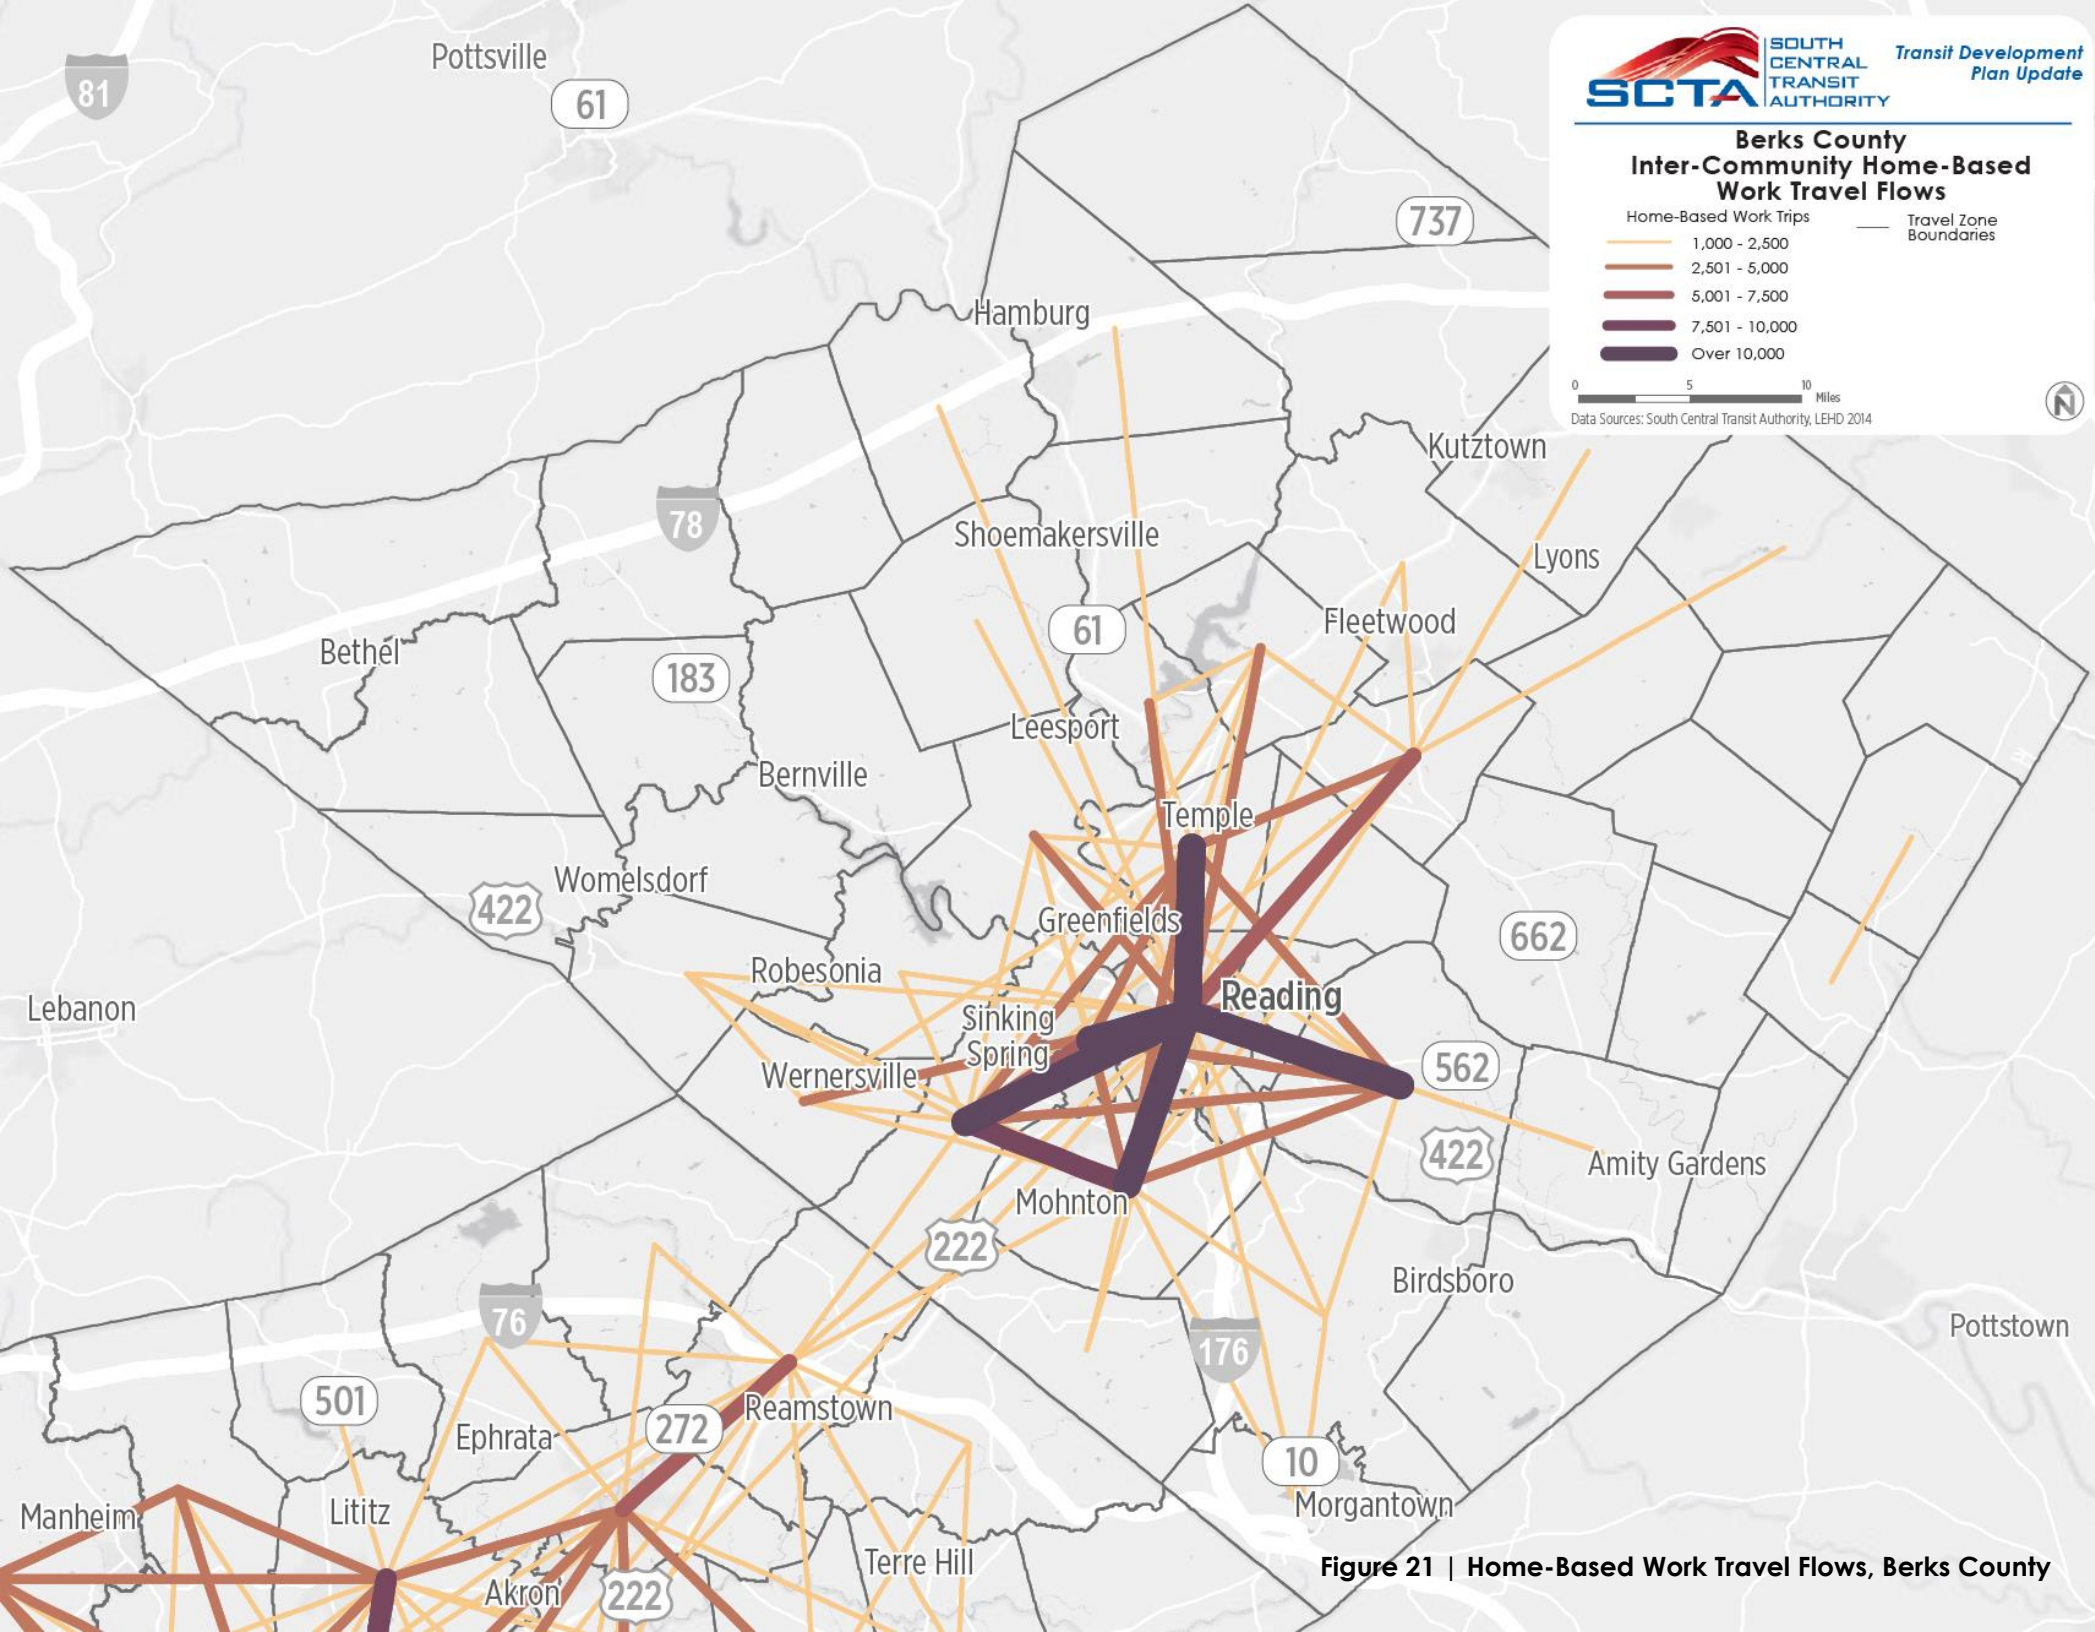 SCTA
SOUTH
CENTRAL
TRANSIT
AUTHORITY
Transit Development
Plan Update
Berks County
Inter-Community Home-Based
Work Travel Flows
Home-Based Work Trips
1,000 - 2,500
2,501 - 5,000
5,001 - 7,500
7,501 - 10,000
Over 10,000
Travel Zone
Boundaries
0 5 10
Miles
N
Data Sources: South Central Transit Authority, LEHD 2014
81
Pottsville
61
737
Hamburg
Kutztown
78
Shoemakersville
Lyons
61
Fleetwood
Bethel
183
Leesport
Bernville
Temple
Womelsdorf
422
Greenfields
662
Robesonia
Reading
Lebanon
Sinking
Spring
Wernersville
562
422
Amity Gardens
Mohnton
222
Birdsboro
76
176
Pottstown
501
Reamstown
272
Ephrata
10
Morgantown
Manheim
Lititz
Terre Hill
Akron
222
Figure 21 | Home-Based Work Travel Flows, Berks County